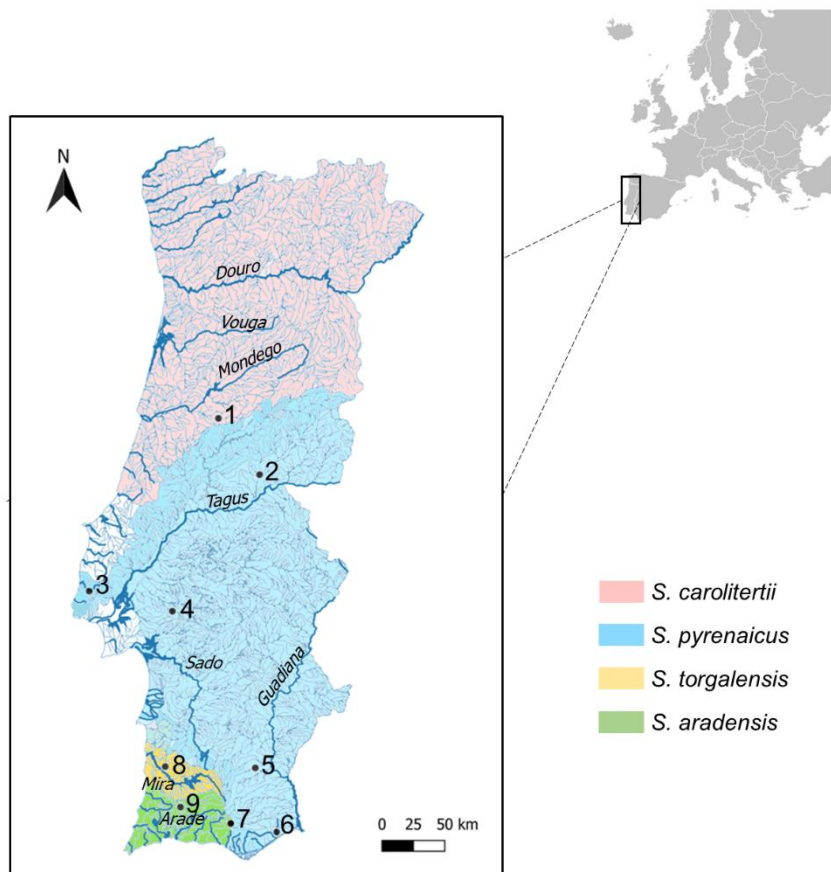 N
Douro
Vouga
Mondego
1
2
Tagus
3
4
Sado
Guadiana
5
8
Mira
9
Arade
7
6
0 25 50 km
S. carolitertii
S. pyrenaicus
S. torgalensis
S. aradensis